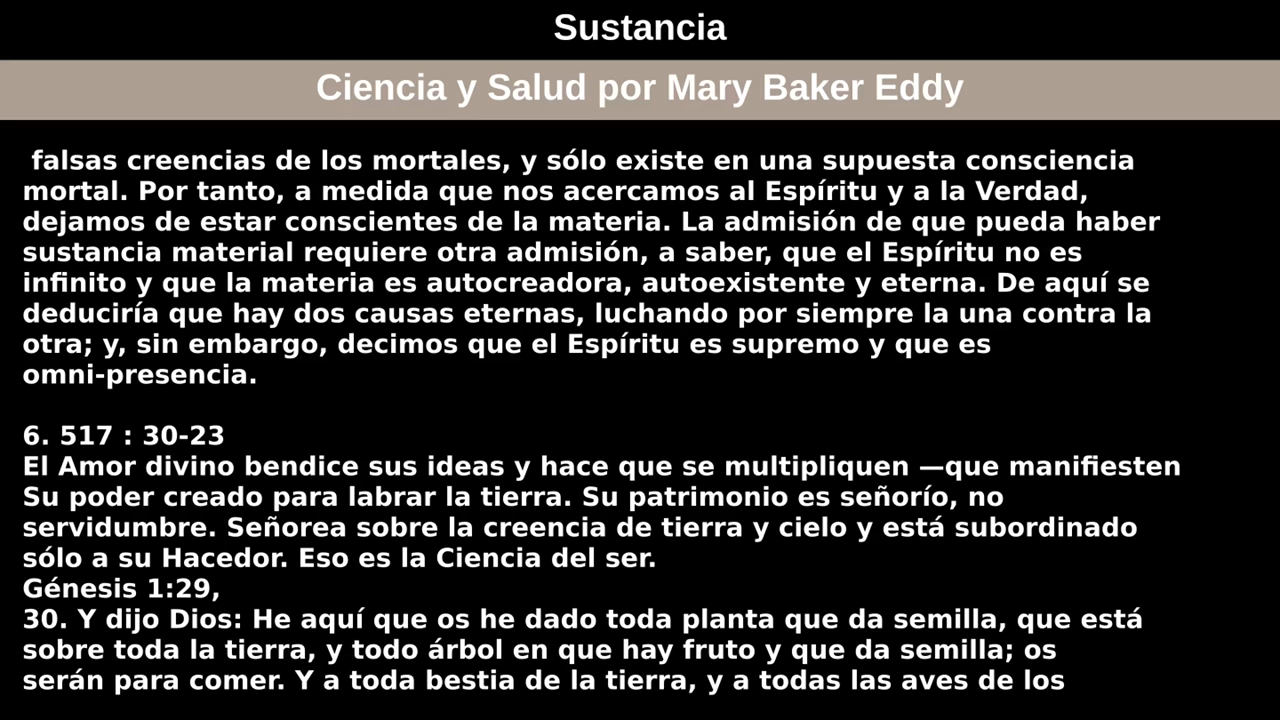 Sustancia
Ciencia y Salud por Mary Baker Eddy
falsas creencias de los mortales, y sólo existe en una supuesta consciencia
mortal. Por tanto, a medida que nos acercamos al Espíritu y a la Verdad,
dejamos de estar conscientes de la materia. La admisión de que pueda haber
sustancia material requiere otra admisión, a saber, que el Espíritu no es
infinito y que la materia es autocreadora, autoexistente y eterna. De aquí se
deduciría que hay dos causas eternas, luchando por siempre la una contra la
otra; y, sin embargo, decimos que el Espíritu es supremo y que es
omni-presencia.
6. 517 : 30-23
El Amor divino bendice sus ideas y hace que se multipliquen —que manifiesten
Su poder creado para labrar la tierra. Su patrimonio es señorío, no
servidumbre. Señorea sobre la creencia de tierra y cielo y está subordinado
sólo a su Hacedor. Eso es la Ciencia del ser.
Génesis 1:29,
30. Y dijo Dios: He aquí que os he dado toda planta que da semilla, que está
sobre toda la tierra, y todo árbol en que hay fruto y que da semilla; os
serán para comer. Y a toda bestia de la tierra, y a todas las aves de los